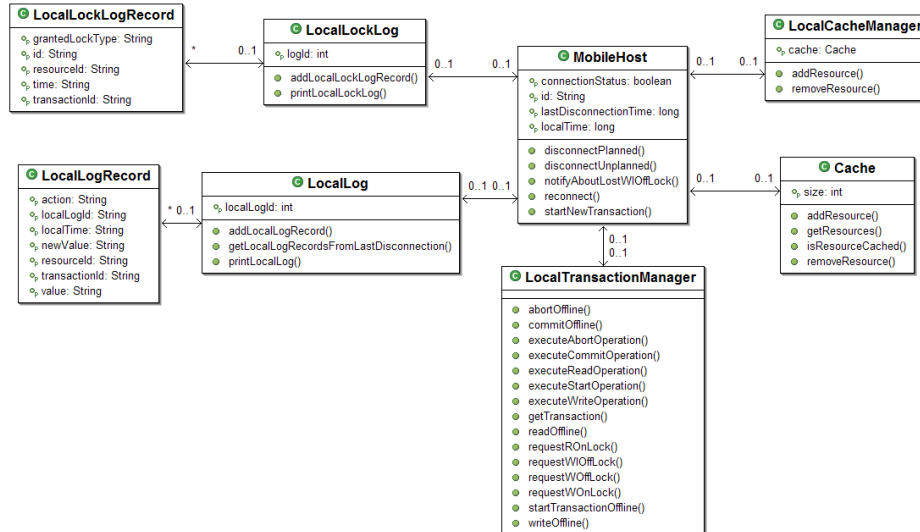 C LocalLockLogRecord
grantedLockType: String
id: String
resourceId: String
time: String
transactionId: String
* 0..1
C LocalLockLog
logId: int
addLocalLockLogRecord()
printLocalLockLog()
0..1 0..1
C MobileHost
connectionStatus: boolean
id: String
lastDisconnectionTime: long
localTime: long
disconnectPlanned()
disconnectUnplanned()
notifyAboutLostWIOffLock()
reconnect()
startNewTransaction()
0..1 0..1
C LocalCacheManager
cache: Cache
addResource()
removeResource()
C LocalLogRecord
action: String
localLogId: String
localTime: String
newValue: String
resourceId: String
transactionId: String
value: String
* 0..1
C LocalLog
localLogId: int
addLocalLogRecord()
getLocalLogRecordsFromLastDisconnection()
printLocalLog()
0..1 0..1
0..1 0..1
C Cache
size: int
addResource()
getResources()
isResourceCached()
removeResource()
0..1
0..1
C LocalTransactionManager
abortOffline()
commitOffline()
executeAbortOperation()
executeCommitOperation()
executeReadOperation()
executeStartOperation()
executeWriteOperation()
getTransaction()
readOffline()
requestROnLock()
requestWIOffLock()
requestWOffLock()
requestWOnLock()
startTransactionOffline()
writeOffline()